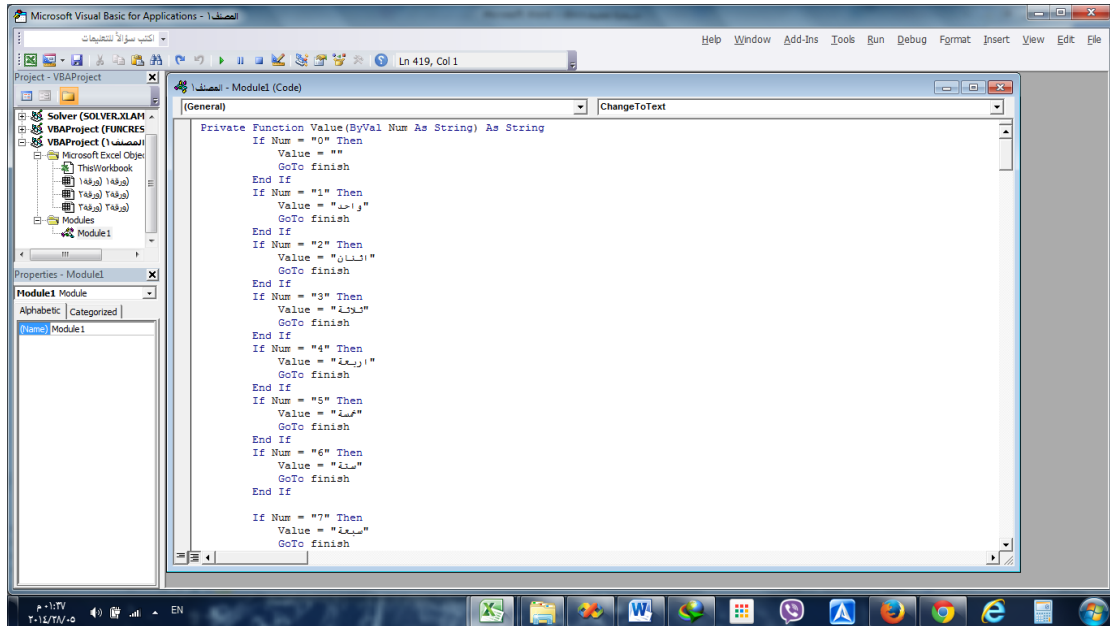 Microsoft Visual Basic for Applications - المصنف١
اكتب سؤالاً للتعليمات
Help Window Add-Ins Tools Run Debug Format Insert View Edit File
Ln 419, Col 1
Project - VBAProject
Solver (SOLVER.XLAM
VBAProject (FUNCRES
VBAProject (المصنف١
Microsoft Excel Objec
ThisWorkbook
ورقة١ (ورقة١)
ورقة٢ (ورقة٢)
ورقة٣ (ورقة٣)
Modules
Module1
Properties - Module1
Module1 Module
Alphabetic Categorized
(Name) Module1
المصنف١ - Module1 (Code)
(General) ChangeToText
Private Function Value(ByVal Num As String) As String
If Num = "0" Then
Value = ""
GoTo finish
End If
If Num = "1" Then
Value = "واحد"
GoTo finish
End If
If Num = "2" Then
Value = "اثنان"
GoTo finish
End If
If Num = "3" Then
Value = "ثلاثة"
GoTo finish
End If
If Num = "4" Then
Value = "اربعة"
GoTo finish
End If
If Num = "5" Then
Value = "خمسة"
GoTo finish
End If
If Num = "6" Then
Value = "ستة"
GoTo finish
End If
If Num = "7" Then
Value = "سبعة"
GoTo finish
٠١:٣٧ م
EN